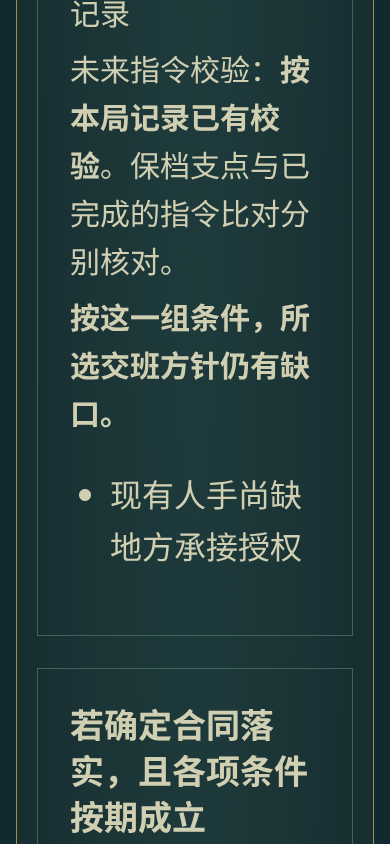 记录
未来指令校验：按
本局记录已有校
验。保档支点与已
完成的指令比对分
别核对。
按这一组条件，所
选交班方针仍有缺
口。
现有人手尚缺
地方承接授权
若确定合同落
实，且各项条件
按期成立